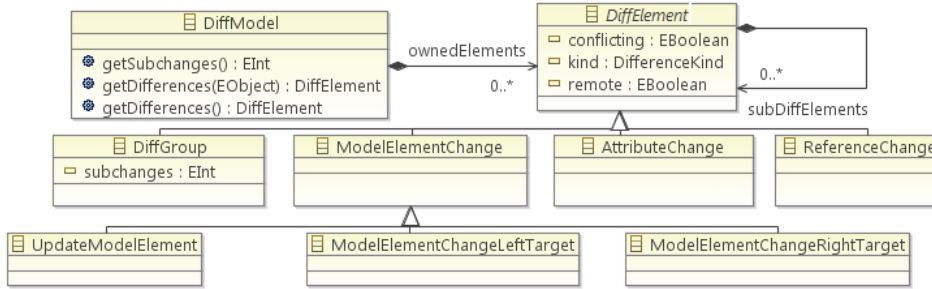 DiffModel
getSubchanges() : EInt
getDifferences(EObject) : DiffElement
getDifferences() : DiffElement
ownedElements
0..*
DiffElement
conflicting : EBoolean
kind : DifferenceKind
remote : EBoolean
0..*
subDiffElements
DiffGroup
subchanges : EInt
ModelElementChange
AttributeChange
ReferenceChange
UpdateModelElement
ModelElementChangeLeftTarget
ModelElementChangeRightTarget